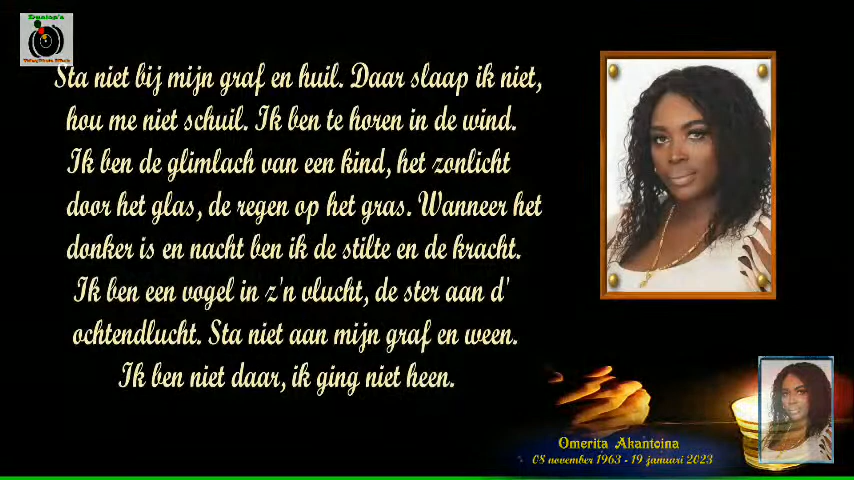 Dunlop's
Sta niet bij mijn graf en huil. Daar slaap ik niet,
hou me niet schuil. Ik ben te horen in de wind.
Ik ben de glimlach van een kind, het zonlicht
door het glas, de regen op het gras. Wanneer het
donker is en nacht ben ik de stilte en de kracht.
Ik ben een vogel in z'n vlucht, de ster aan d'
ochtendlucht. Sta niet aan mijn graf en ween.
Ik ben niet daar, ik ging niet heen.
Omerita Akantoina
08 november 1963 - 19 januari 2023